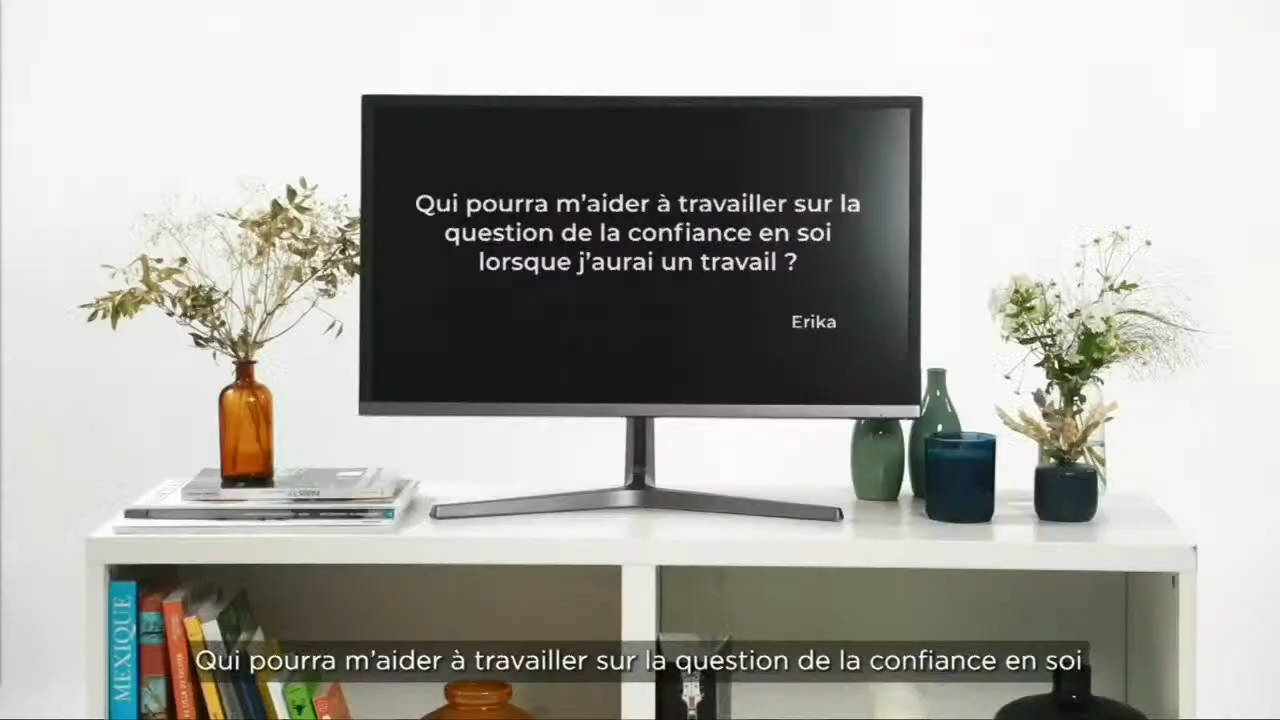 Qui pourra m'aider à travailler sur la
question de la confiance en soi
lorsque j'aurai un travail ?
Erika
MEXIQUE
Qui pourra m'aider à travailler sur la question de la confiance en soi